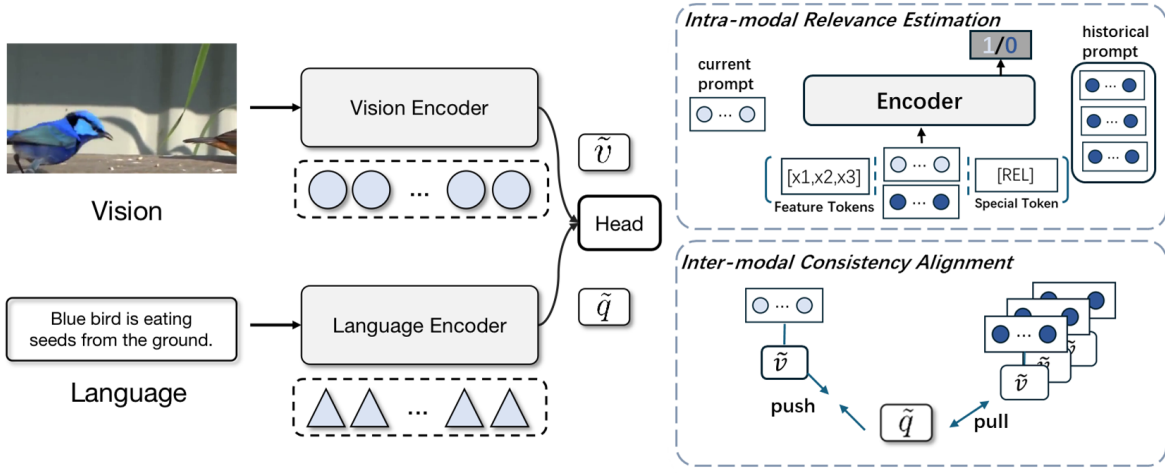 Vision Encoder
...
Vision
ṽ
Head
q̃
Blue bird is eating
seeds from the ground.
Language
Language Encoder
...
Intra-modal Relevance Estimation
1/0
historical
prompt
current
prompt
...
Encoder
...
...
...
[x1,x2,x3]
...
...
[REL]
Feature Tokens
Special Token
Inter-modal Consistency Alignment
...
...
...
...
ṽ
ṽ
ṽ
ṽ
push
q̃
pull